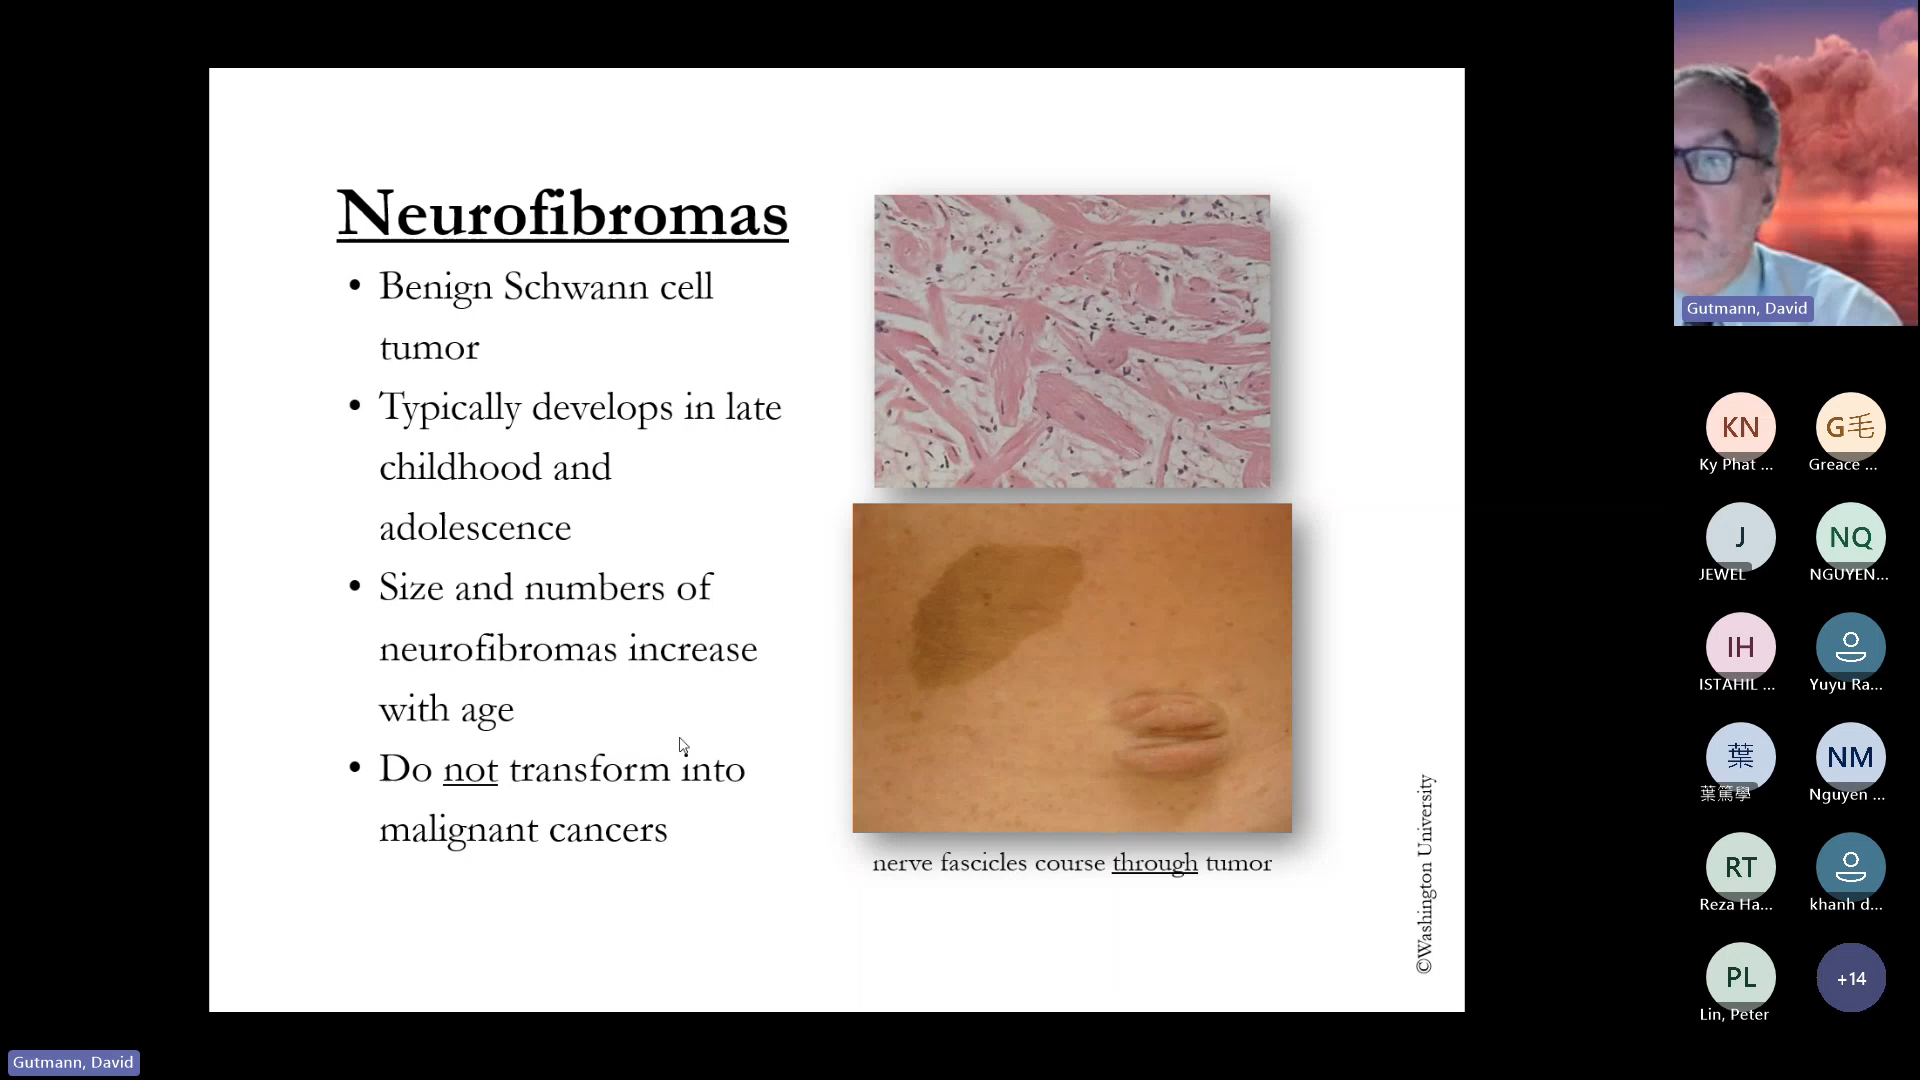 Neurofibromas
• Benign Schwann cell
tumor
• Typically develops in late
childhood and
adolescence
• Size and numbers of
neurofibromas increase
with age
• Do not transform into
malignant cancers
nerve fascicles course through tumor
©Washington University
Gutmann, David
KN
Ky Phat ...
G毛
Greace ...
J
JEWEL
NQ
NGUYEN...
IH
ISTAHIL ...
Yuyu Ra...
葉
葉篤學
NM
Nguyen ...
RT
Reza Ha...
khanh d...
PL
Lin, Peter
+14
Gutmann, David